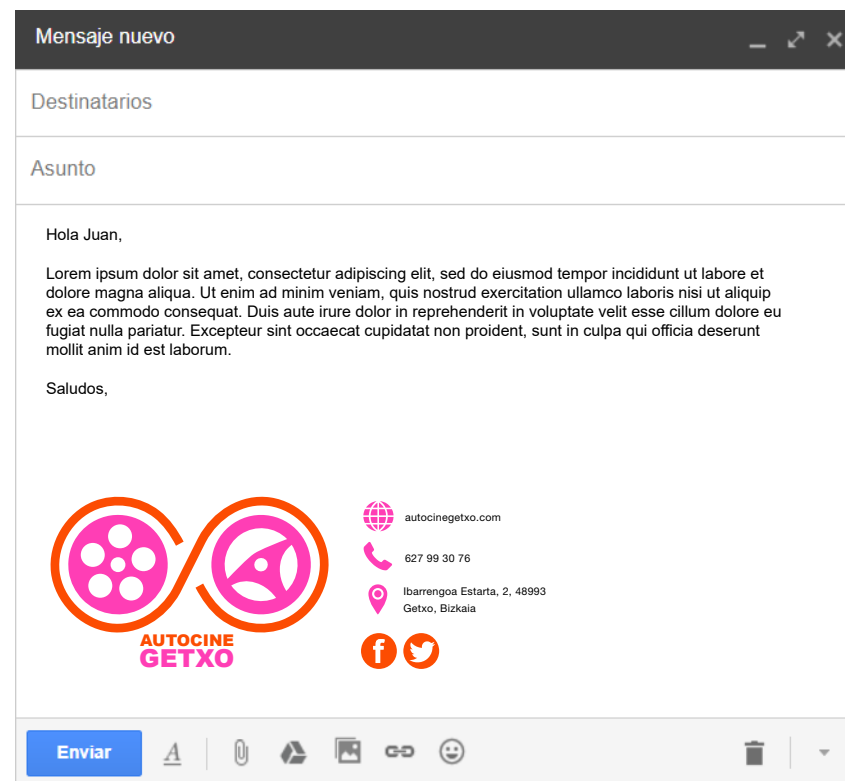 Mensaje nuevo
Destinatarios
Asunto
Hola Juan,
Lorem ipsum dolor sit amet, consectetur adipiscing elit, sed do eiusmod tempor incididunt ut labore et
dolore magna aliqua. Ut enim ad minim veniam, quis nostrud exercitation ullamco laboris nisi ut aliquip
ex ea commodo consequat. Duis aute irure dolor in reprehenderit in voluptate velit esse cillum dolore eu
fugiat nulla pariatur. Excepteur sint occaecat cupidatat non proident, sunt in culpa qui officia deserunt
mollit anim id est laborum.
Saludos,
AUTOCINE
GETXO
autocinegetxo.com
627 99 30 76
Ibarrengoa Estarta, 2, 48993
Getxo, Bizkaia
Enviar